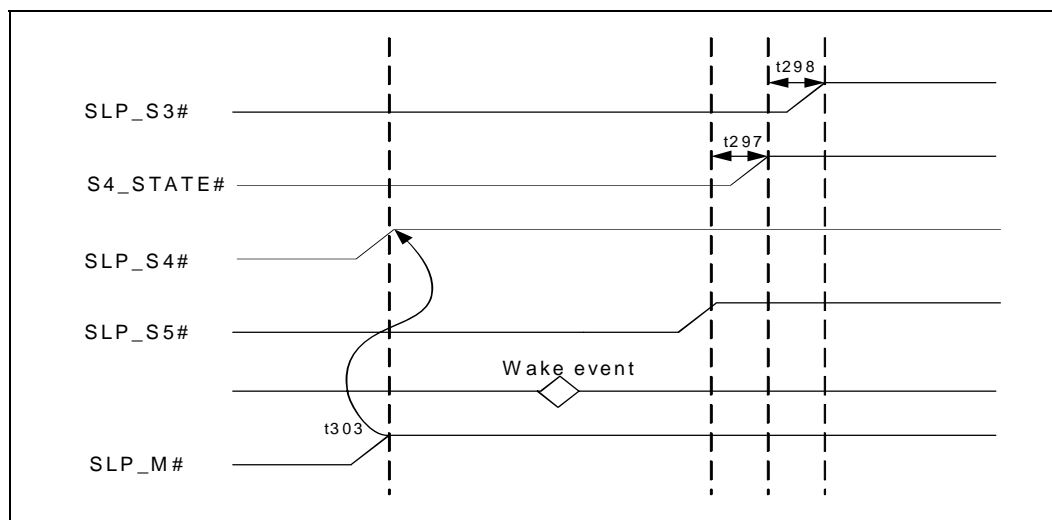 t298
SLP_S3#
t297
S4_STATE#
SLP_S4#
SLP_S5#
Wake event
t303
SLP_M#